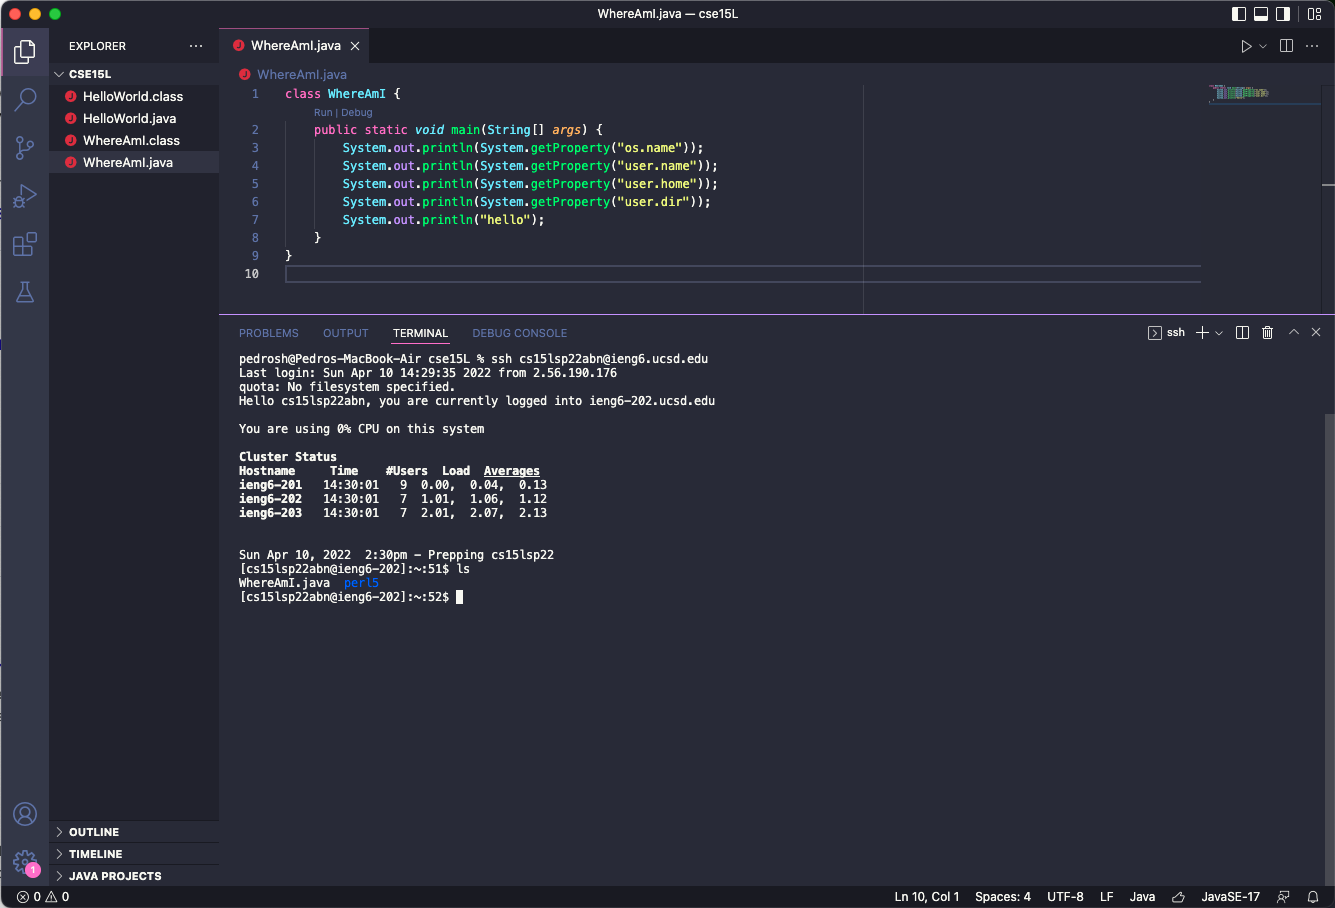 WhereAmI.java — cse15L
EXPLORER
CSE15L
HelloWorld.class
HelloWorld.java
WhereAmI.class
WhereAmI.java
OUTLINE
TIMELINE
JAVA PROJECTS
1
WhereAmI.java
WhereAmI.java
1 class WhereAmI {
Run | Debug
2 public static void main(String[] args) {
3 System.out.println(System.getProperty("os.name"));
4 System.out.println(System.getProperty("user.name"));
5 System.out.println(System.getProperty("user.home"));
6 System.out.println(System.getProperty("user.dir"));
7 System.out.println("hello");
8 }
9 }
10
PROBLEMS OUTPUT TERMINAL DEBUG CONSOLE ssh
pedrosh@Pedros-MacBook-Air cse15L % ssh cs15lsp22abn@ieng6.ucsd.edu
Last login: Sun Apr 10 14:29:35 2022 from 2.56.190.176
quota: No filesystem specified.
Hello cs15lsp22abn, you are currently logged into ieng6-202.ucsd.edu
You are using 0% CPU on this system
Cluster Status
Hostname Time #Users Load Averages
ieng6-201 14:30:01 9 0.00, 0.04, 0.13
ieng6-202 14:30:01 7 1.01, 1.06, 1.12
ieng6-203 14:30:01 7 2.01, 2.07, 2.13
Sun Apr 10, 2022 2:30pm - Prepping cs15lsp22
[cs15lsp22abn@ieng6-202]:~:51$ ls
WhereAmI.java perl5
[cs15lsp22abn@ieng6-202]:~:52$
0 0 Ln 10, Col 1 Spaces: 4 UTF-8 LF Java JavaSE-17